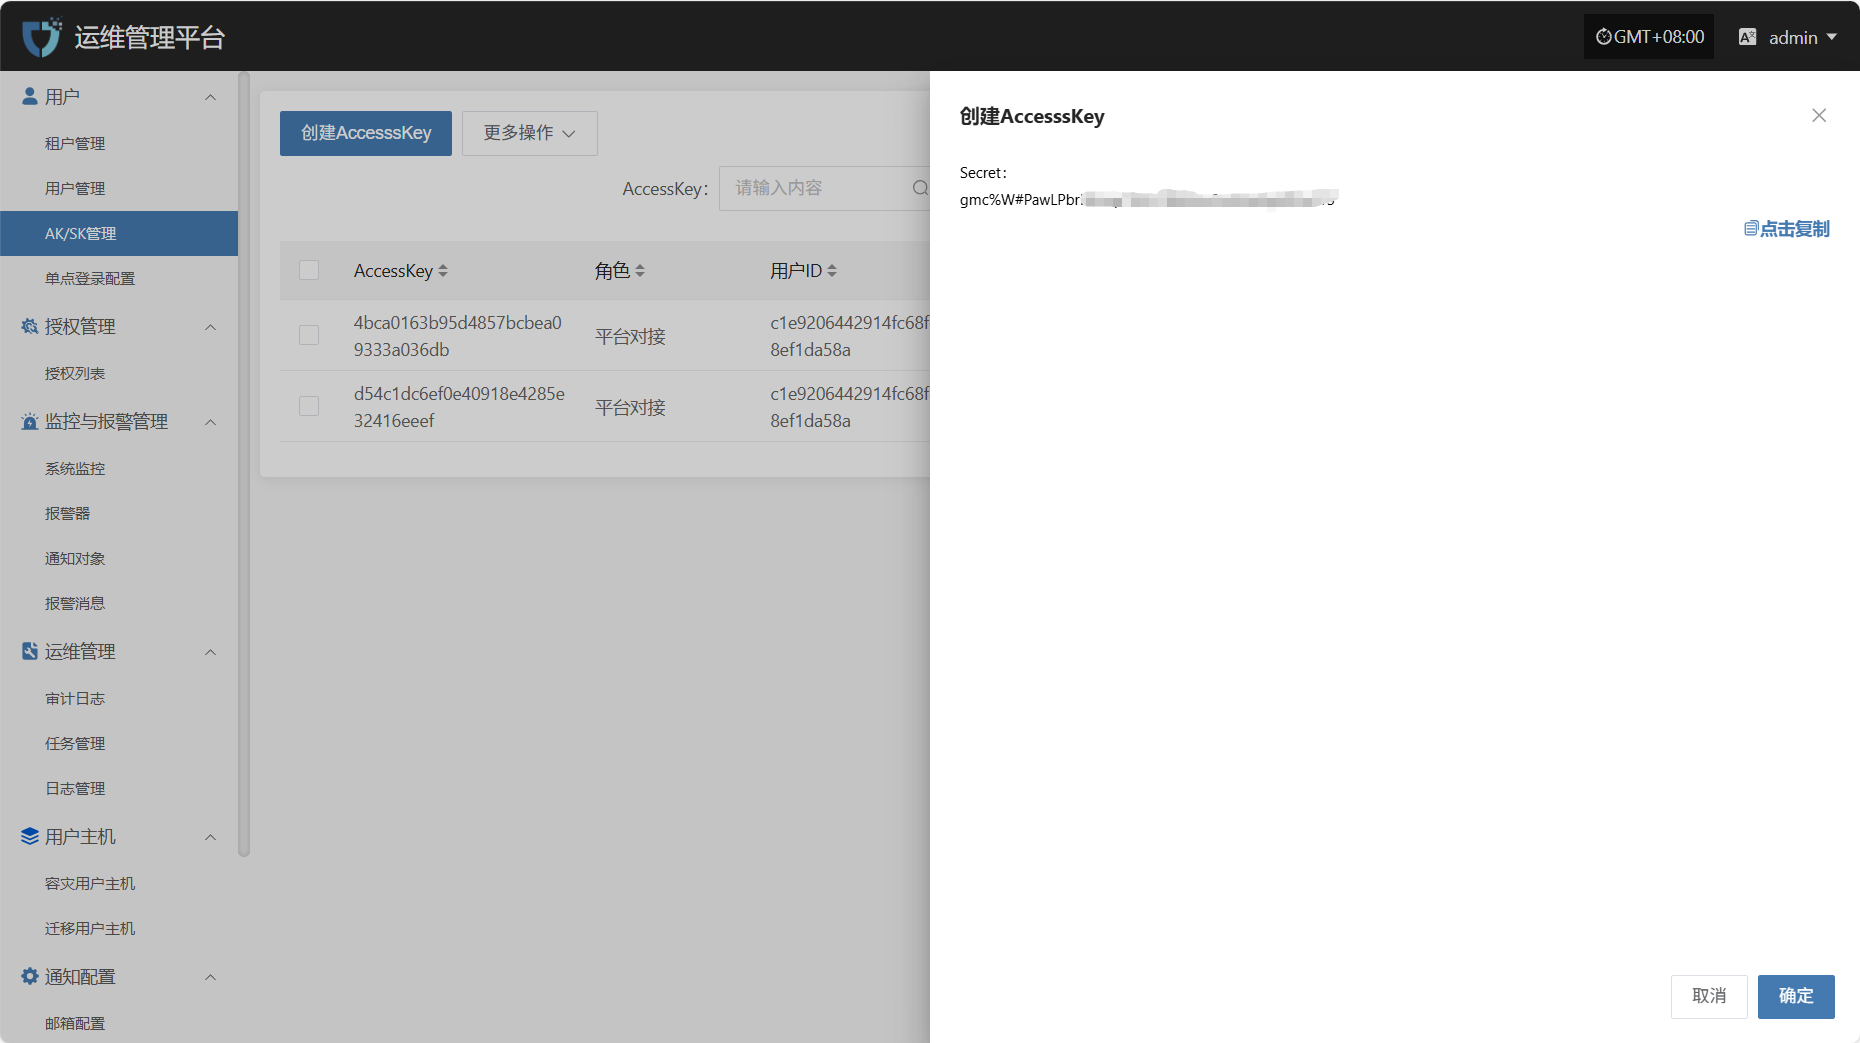 运维管理平台
GMT+08:00
admin
用户
租户管理
用户管理
AK/SK管理
单点登录配置
授权管理
授权列表
监控与报警管理
系统监控
报警器
通知对象
报警消息
运维管理
审计日志
任务管理
日志管理
用户主机
容灾用户主机
迁移用户主机
通知配置
邮箱配置
创建AccesssKey
更多操作
AccessKey：
请输入内容
AccessKey 角色 用户ID
4bca0163b95d4857bcbea0
9333a036db
平台对接
c1e9206442914fc68f
8ef1da58a
d54c1dc6ef0e40918e4285e
32416eeef
平台对接
c1e9206442914fc68f
8ef1da58a
创建AccesssKey
Secret：
gmc%W#PawLPbr
点击复制
取消
确定